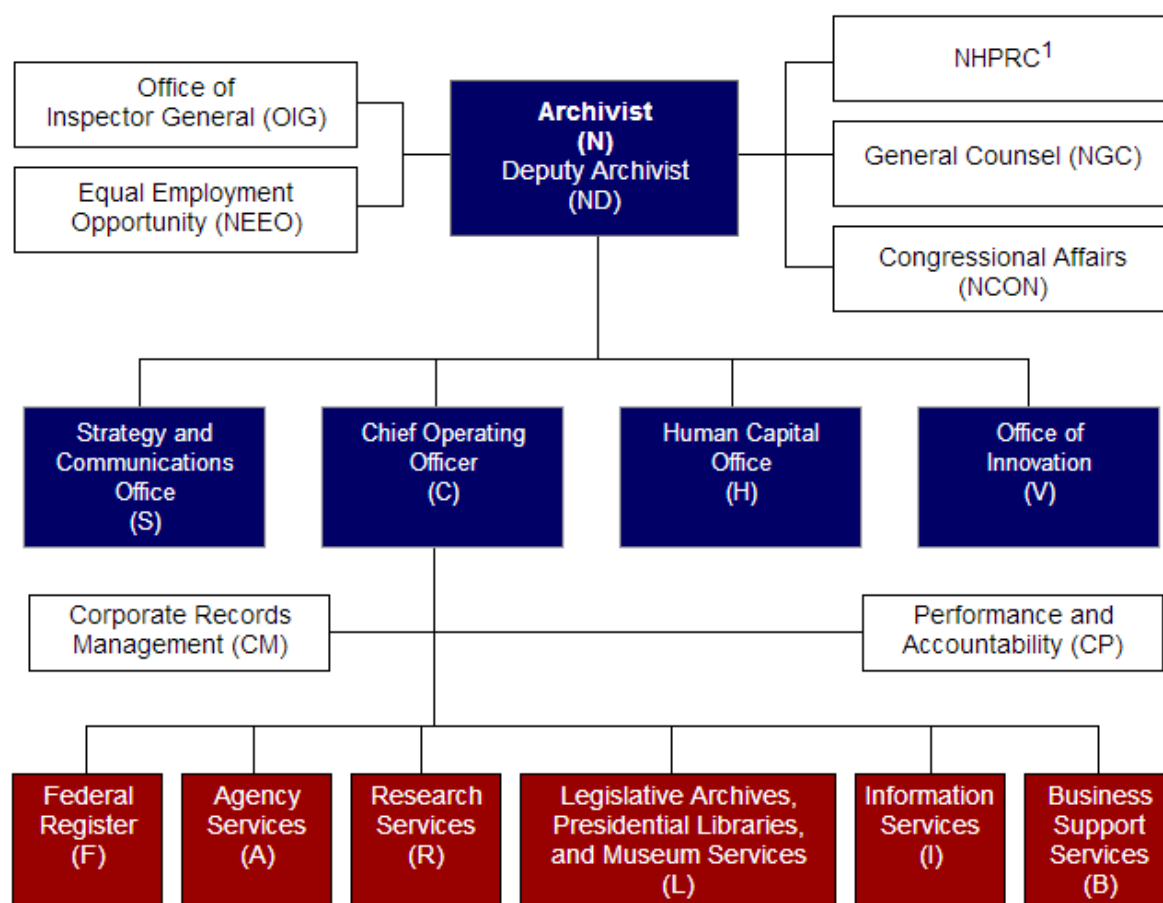 Office of
Inspector General (OIG)
Equal Employment
Opportunity (NEEO)
Archivist
(N)
Deputy Archivist
(ND)
NHPRC¹
General Counsel (NGC)
Congressional Affairs
(NCON)
Strategy and
Communications
Office
(S)
Chief Operating
Officer
(C)
Human Capital
Office
(H)
Office of
Innovation
(V)
Corporate Records
Management (CM)
Performance and
Accountability (CP)
Federal
Register
(F)
Agency
Services
(A)
Research
Services
(R)
Legislative Archives,
Presidential Libraries,
and Museum Services
(L)
Information
Services
(I)
Business
Support
Services
(B)